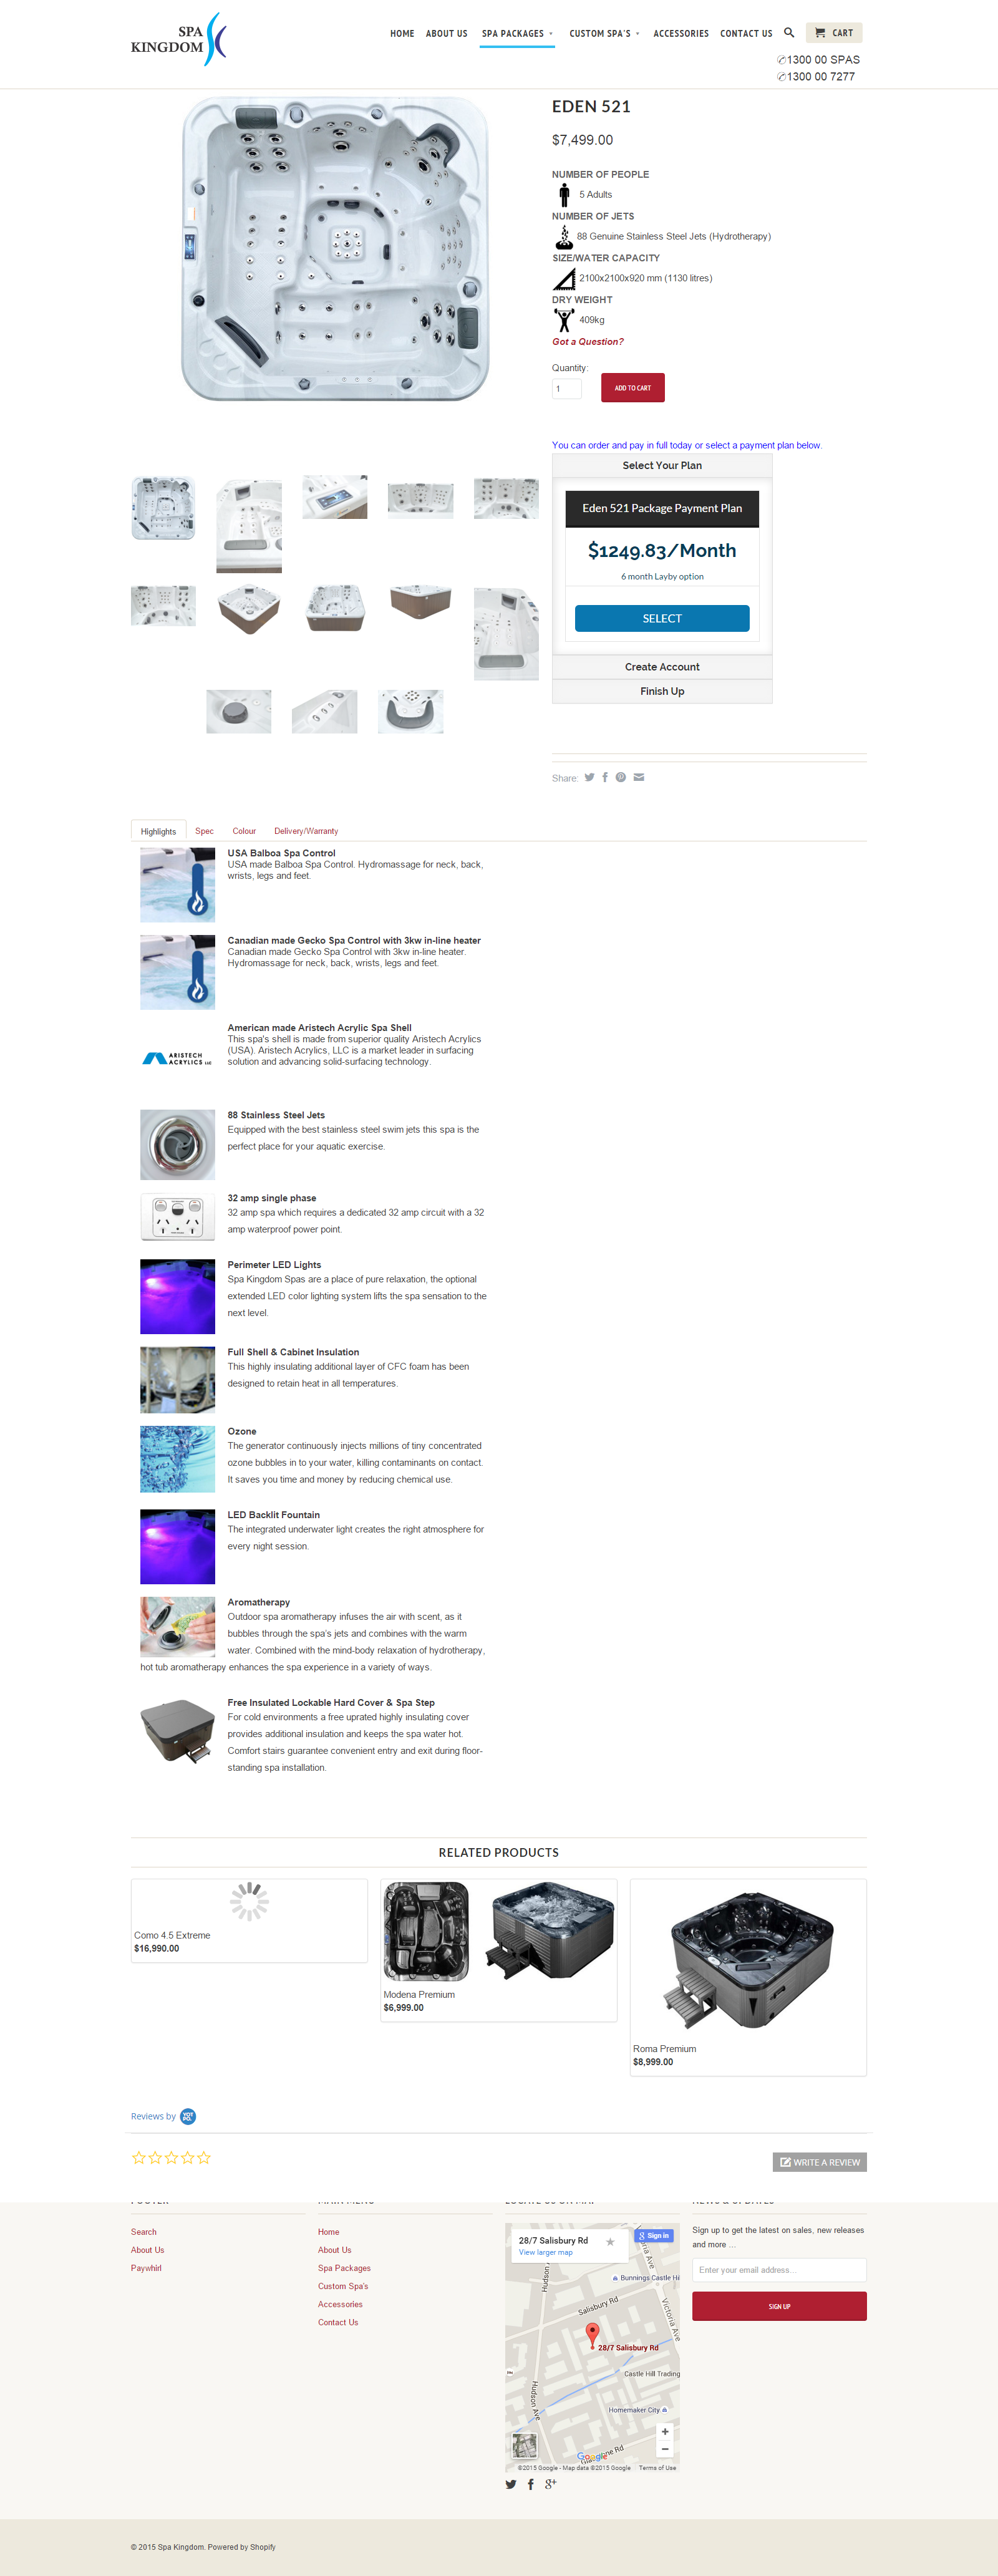 SPA
KINGDOM
HOME ABOUT US SPA PACKAGES CUSTOM SPA'S ACCESSORIES CONTACT US CART
✆1300 00 SPAS
✆1300 00 7277
EDEN 521
$7,499.00
NUMBER OF PEOPLE
5 Adults
NUMBER OF JETS
88 Genuine Stainless Steel Jets (Hydrotherapy)
SIZE/WATER CAPACITY
2100x2100x920 mm (1130 litres)
DRY WEIGHT
409kg
Got a Question?
Quantity:
1
ADD TO CART
You can order and pay in full today or select a payment plan below.
Select Your Plan
Eden 521 Package Payment Plan
$1249.83/Month
6 month Layby option
SELECT
Create Account
Finish Up
Share:
Highlights Spec Colour Delivery/Warranty
USA Balboa Spa Control
USA made Balboa Spa Control. Hydromassage for neck, back,
wrists, legs and feet.
Canadian made Gecko Spa Control with 3kw in-line heater
Canadian made Gecko Spa Control with 3kw in-line heater.
Hydromassage for neck, back, wrists, legs and feet.
ARISTECH
ACRYLICS LLC
American made Aristech Acrylic Spa Shell
This spa's shell is made from superior quality Aristech Acrylics
(USA). Aristech Acrylics, LLC is a market leader in surfacing
solution and advancing solid-surfacing technology.
88 Stainless Steel Jets
Equipped with the best stainless steel swim jets this spa is the
perfect place for your aquatic exercise.
32 amp single phase
32 amp spa which requires a dedicated 32 amp circuit with a 32
amp waterproof power point.
Perimeter LED Lights
Spa Kingdom Spas are a place of pure relaxation, the optional
extended LED color lighting system lifts the spa sensation to the
next level.
Full Shell & Cabinet Insulation
This highly insulating additional layer of CFC foam has been
designed to retain heat in all temperatures.
Ozone
The generator continuously injects millions of tiny concentrated
ozone bubbles in to your water, killing contaminants on contact.
It saves you time and money by reducing chemical use.
LED Backlit Fountain
The integrated underwater light creates the right atmosphere for
every night session.
Aromatherapy
Outdoor spa aromatherapy infuses the air with scent, as it
bubbles through the spa's jets and combines with the warm
water. Combined with the mind-body relaxation of hydrotherapy,
hot tub aromatherapy enhances the spa experience in a variety of ways.
Free Insulated Lockable Hard Cover & Spa Step
For cold environments a free uprated highly insulating cover
provides additional insulation and keeps the spa water hot.
Comfort stairs guarantee convenient entry and exit during floor-
standing spa installation.
RELATED PRODUCTS
Como 4.5 Extreme
$16,990.00
Modena Premium
$6,999.00
Roma Premium
$8,999.00
Reviews by YOTPO.
WRITE A REVIEW
FOOTER MAIN MENU LOCATE US ON MAP NEWS & UPDATES
Search
About Us
Paywhirl
Home
About Us
Spa Packages
Custom Spa's
Accessories
Contact Us
28/7 Salisbury Rd
View larger map
Sign in
Hudson
ria Ave
Bunnings Castle Hil
Salisbury Rd
Victoria Ave
28/7 Salisbury Rd
Castle Hill Trading
Hudson Ave
Homemaker City
Google
ne Rd
©2015 Google - Map data ©2015 Google Terms of Use
Sign up to get the latest on sales, new releases
and more …
Enter your email address...
SIGN UP
© 2015 Spa Kingdom. Powered by Shopify